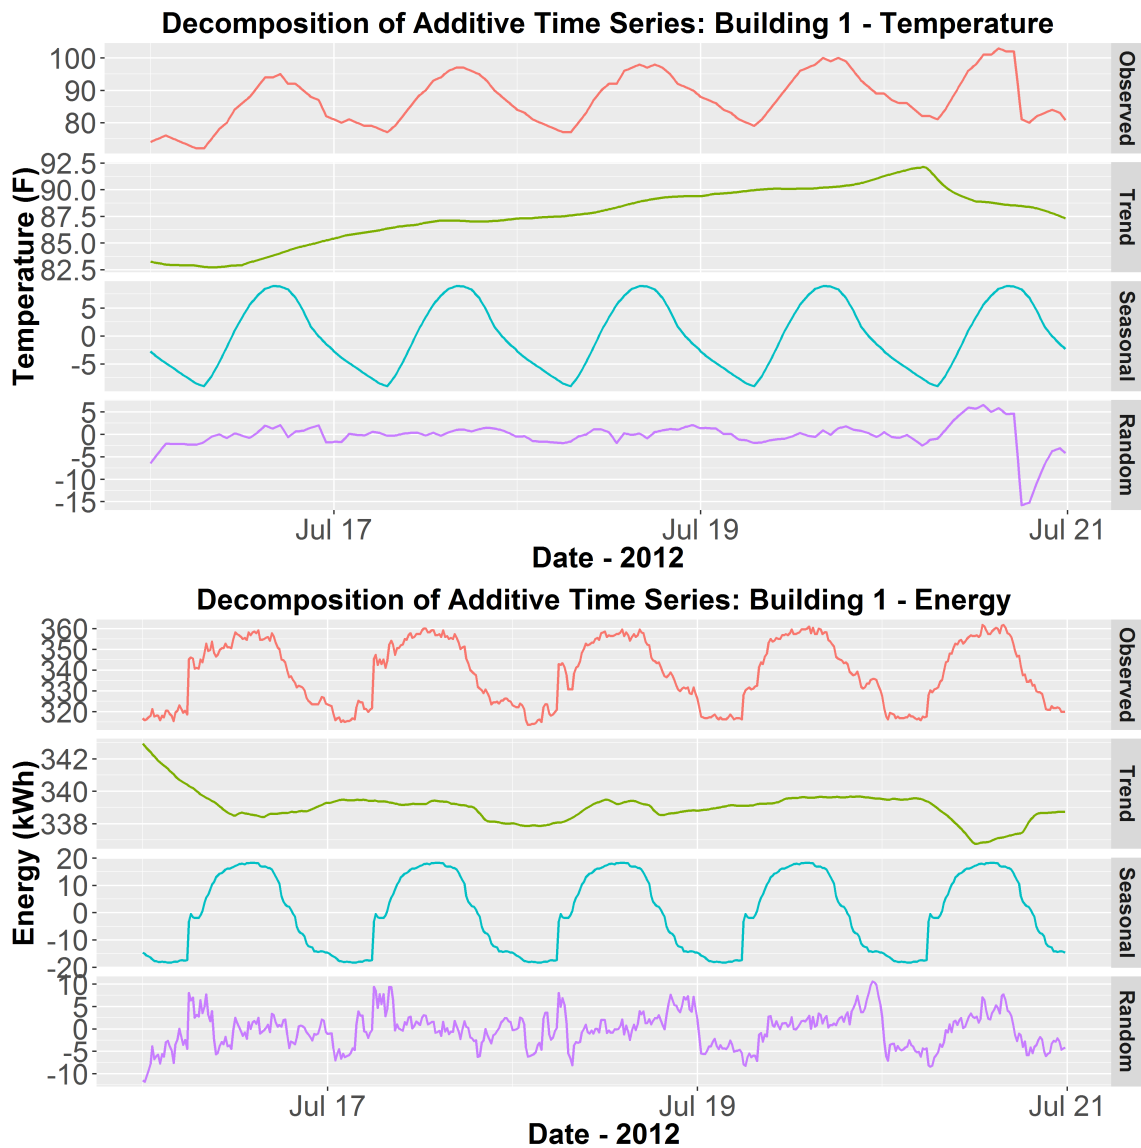 Decomposition of Additive Time Series: Building 1 - Temperature
Temperature (F)
100
90
80
Observed
92.5
90.0
87.5
85.0
82.5
Trend
5
0
-5
Seasonal
5
0
-5
-10
-15
Random
Jul 17 Jul 19 Jul 21
Date - 2012
Decomposition of Additive Time Series: Building 1 - Energy
Energy (kWh)
360
350
340
330
320
Observed
342
340
338
Trend
20
10
0
-10
-20
Seasonal
10
5
0
-5
-10
Random
Jul 17 Jul 19 Jul 21
Date - 2012